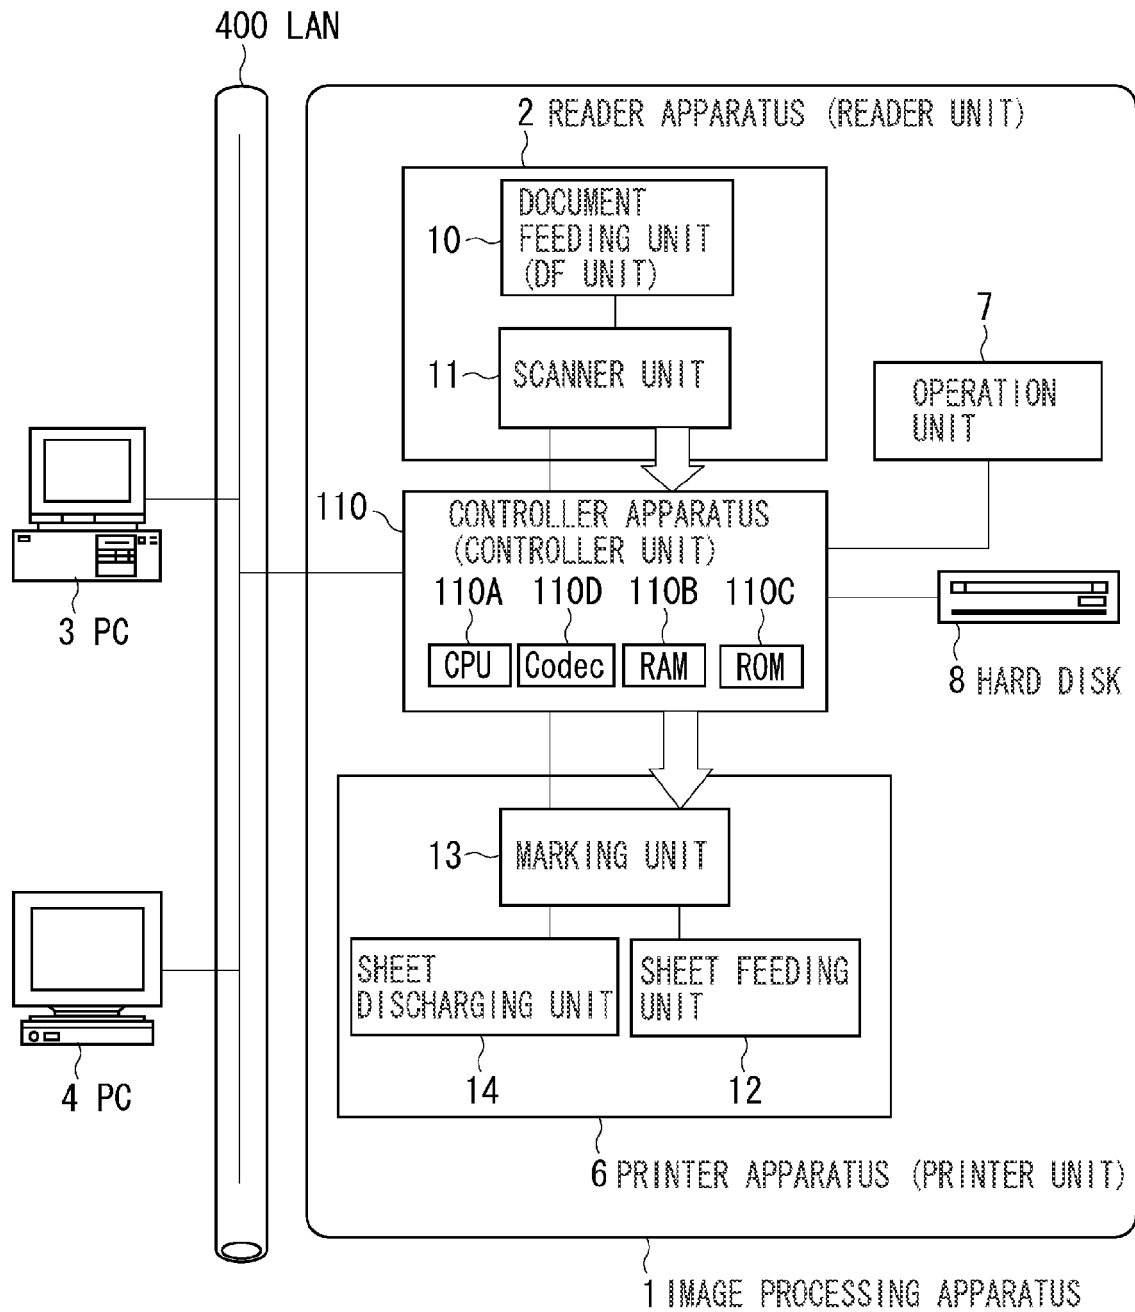 400 LAN
2 READER APPARATUS (READER UNIT)
10
DOCUMENT
FEEDING UNIT
(DF UNIT)
11
SCANNER UNIT
7
OPERATION
UNIT
110
CONTROLLER APPARATUS
(CONTROLLER UNIT)
110A 110D 110B 110C
CPU Codec RAM ROM
3 PC
8 HARD DISK
13
MARKING UNIT
SHEET
DISCHARGING UNIT
SHEET FEEDING
UNIT
14
12
4 PC
6 PRINTER APPARATUS (PRINTER UNIT)
1 IMAGE PROCESSING APPARATUS